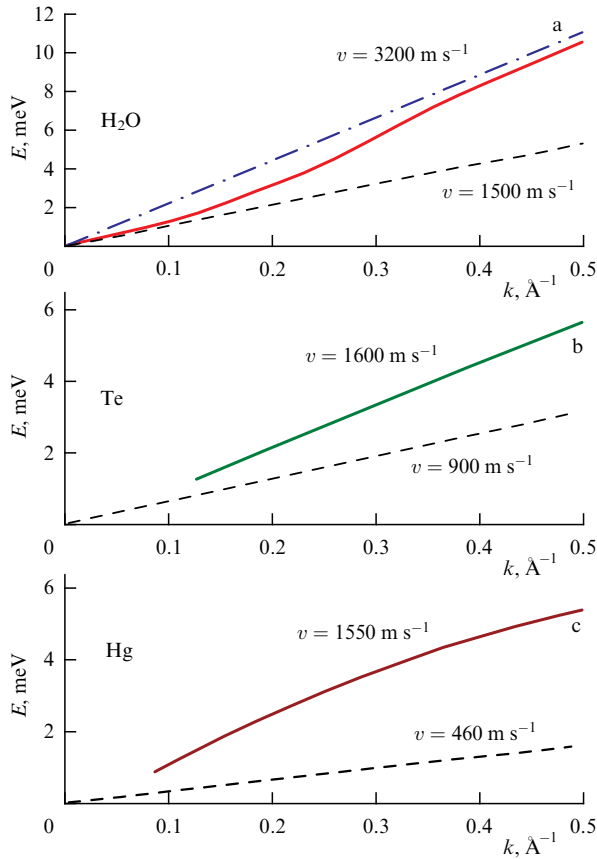 12
a
v = 3200 m s⁻¹
10
8
E, meV
H₂O
6
4
v = 1500 m s⁻¹
2
0
0.1
0.2
0.3
0.4
0.5
k, Å⁻¹
6
b
v = 1600 m s⁻¹
4
E, meV
Te
2
v = 900 m s⁻¹
0
0.1
0.2
0.3
0.4
0.5
k, Å⁻¹
6
c
v = 1550 m s⁻¹
Hg
4
E, meV
2
v = 460 m s⁻¹
0
0.1
0.2
0.3
0.4
0.5
k, Å⁻¹